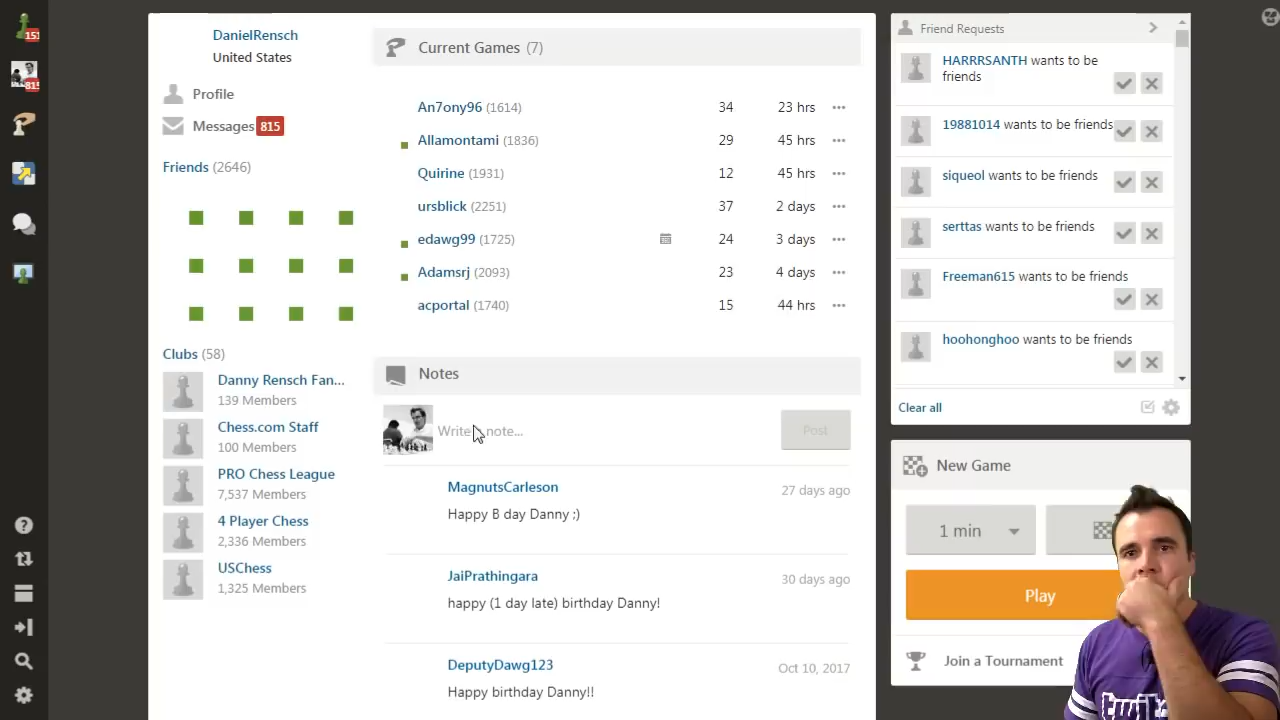 151
815
DanielRensch
United States
Profile
Messages 815
Friends (2646)
Clubs (58)
Danny Rensch Fan...
139 Members
Chess.com Staff
100 Members
PRO Chess League
7,537 Members
4 Player Chess
2,336 Members
USChess
1,325 Members
Current Games (7)
An7ony96 (1614) 34 23 hrs
Allamontami (1836) 29 45 hrs
Quirine (1931) 12 45 hrs
ursblick (2251) 37 2 days
edawg99 (1725) 24 3 days
Adamsrj (2093) 23 4 days
acportal (1740) 15 44 hrs
Notes
Write note...
Post
MagnutsCarleson 27 days ago
Happy B day Danny ;)
JaiPrathingara 30 days ago
happy (1 day late) birthday Danny!
DeputyDawg123 Oct 10, 2017
Happy birthday Danny!!
Friend Requests
HARRRSANTH wants to be
friends
19881014 wants to be friends
siqueol wants to be friends
serttas wants to be friends
Freeman615 wants to be friends
hoohonghoo wants to be friends
Clear all
New Game
1 min
Play
Join a Tournament
twitch